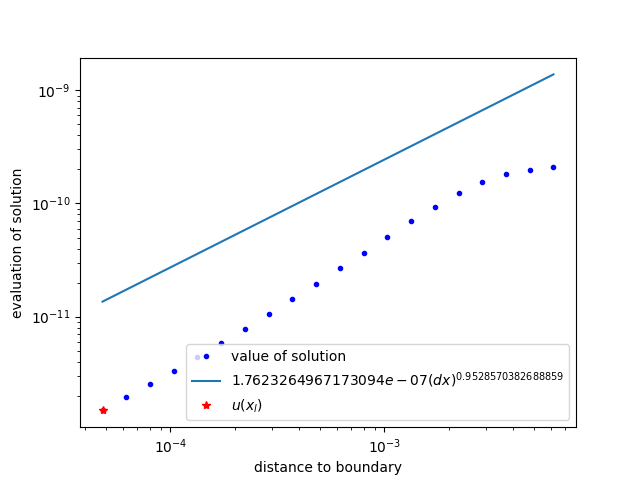 10⁻⁹
10⁻¹⁰
10⁻¹¹
evaluation of solution
value of solution
1.7623264967173094e − 07(dx)^0.9528570382688859
u(x_l)
10⁻⁴
10⁻³
distance to boundary